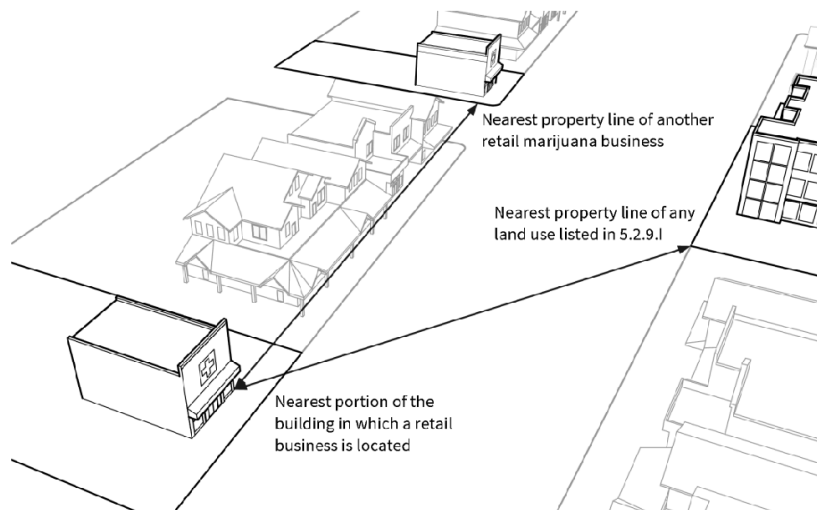 Nearest property line of another
retail marijuana business
Nearest property line of any
land use listed in 5.2.9.I
Nearest portion of the
building in which a retail
business is located